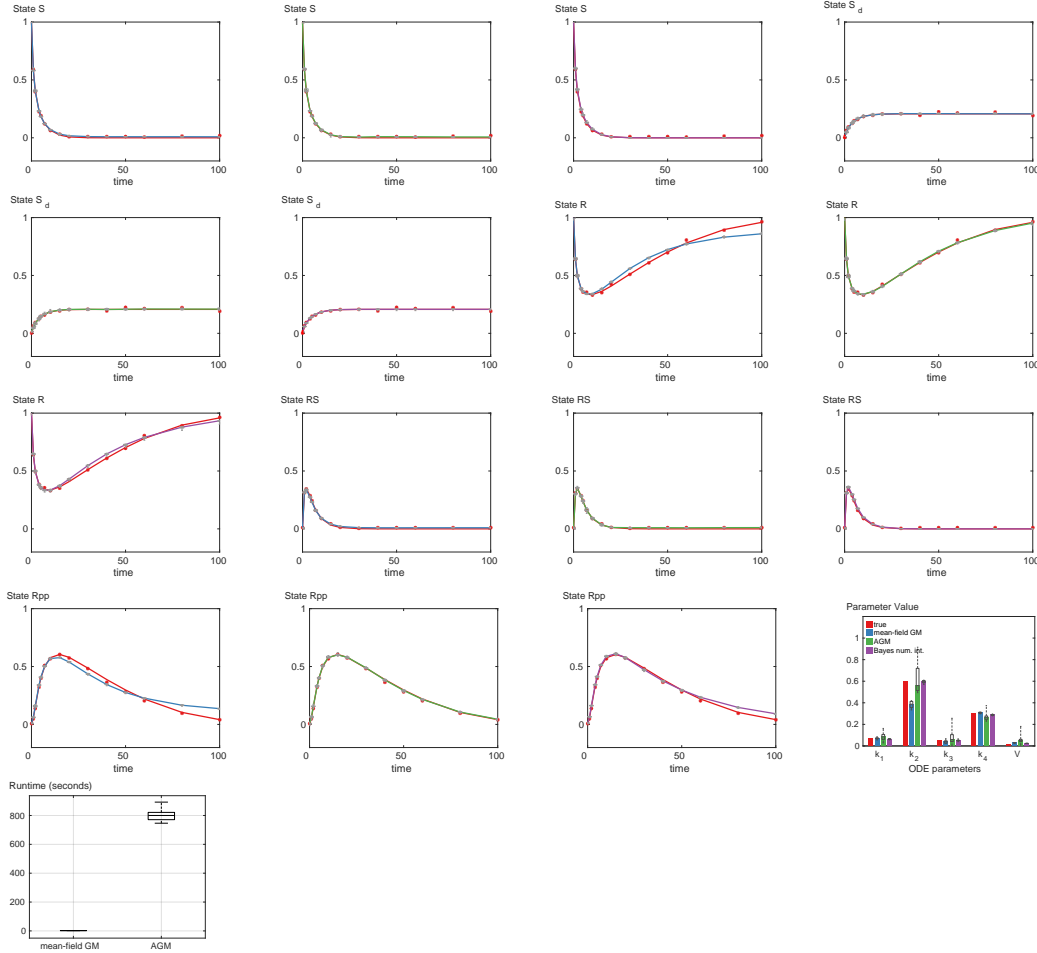 State S
State S
State S
State S d
1
0.5
0
0
50
100
time
1
0.5
0
0
50
100
time
1
0.5
0
0
50
100
time
1
0.5
0
0
50
100
time
State S d
State S d
State R
State R
1
0.5
0
0
50
100
time
1
0.5
0
0
50
100
time
1
0.5
0
0
50
100
time
1
0.5
0
0
50
100
time
State R
State RS
State RS
State RS
1
0.5
0
0
50
100
time
1
0.5
0
0
50
100
time
1
0.5
0
0
50
100
time
1
0.5
0
0
50
100
time
State Rpp
State Rpp
State Rpp
Parameter Value
1
0.5
0
0
50
100
time
1
0.5
0
0
50
100
time
1
0.5
0
0
50
100
time
true
mean-field GM
AGM
Bayes num. int.
1
0.8
0.6
0.4
0.2
0
k1 k2 k3 k4 V
ODE parameters
Runtime (seconds)
800
600
400
200
0
mean-field GM AGM